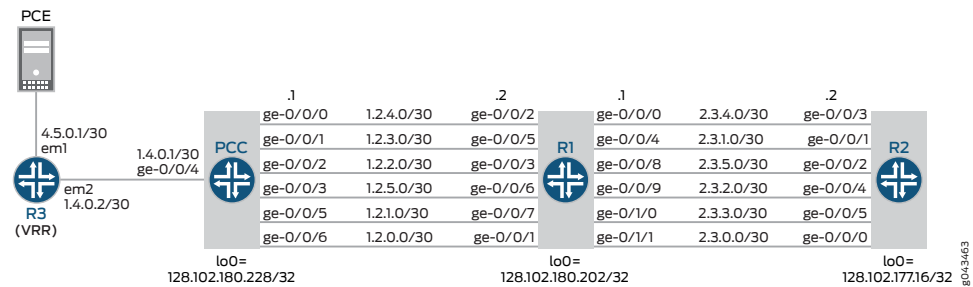 PCE
4.5.0.1/30
em1
R3
(VRR)
em2
1.4.0.2/30
1.4.0.1/30
ge-0/0/4
PCC
.1 .2 .1 .2
ge-0/0/0 1.2.4.0/30 ge-0/0/2 ge-0/0/0 2.3.4.0/30 ge-0/0/3
ge-0/0/1 1.2.3.0/30 ge-0/0/5 R1 ge-0/0/4 2.3.1.0/30 ge-0/0/1 R2
ge-0/0/2 1.2.2.0/30 ge-0/0/3 ge-0/0/8 2.3.5.0/30 ge-0/0/2
ge-0/0/3 1.2.5.0/30 ge-0/0/6 ge-0/0/9 2.3.2.0/30 ge-0/0/4
ge-0/0/5 1.2.1.0/30 ge-0/0/7 ge-0/1/0 2.3.3.0/30 ge-0/0/5
ge-0/0/6 1.2.0.0/30 ge-0/0/1 ge-0/1/1 2.3.0.0/30 ge-0/0/0
lo0= lo0= lo0=
128.102.180.228/32 128.102.180.202/32 128.102.177.16/32
g043463